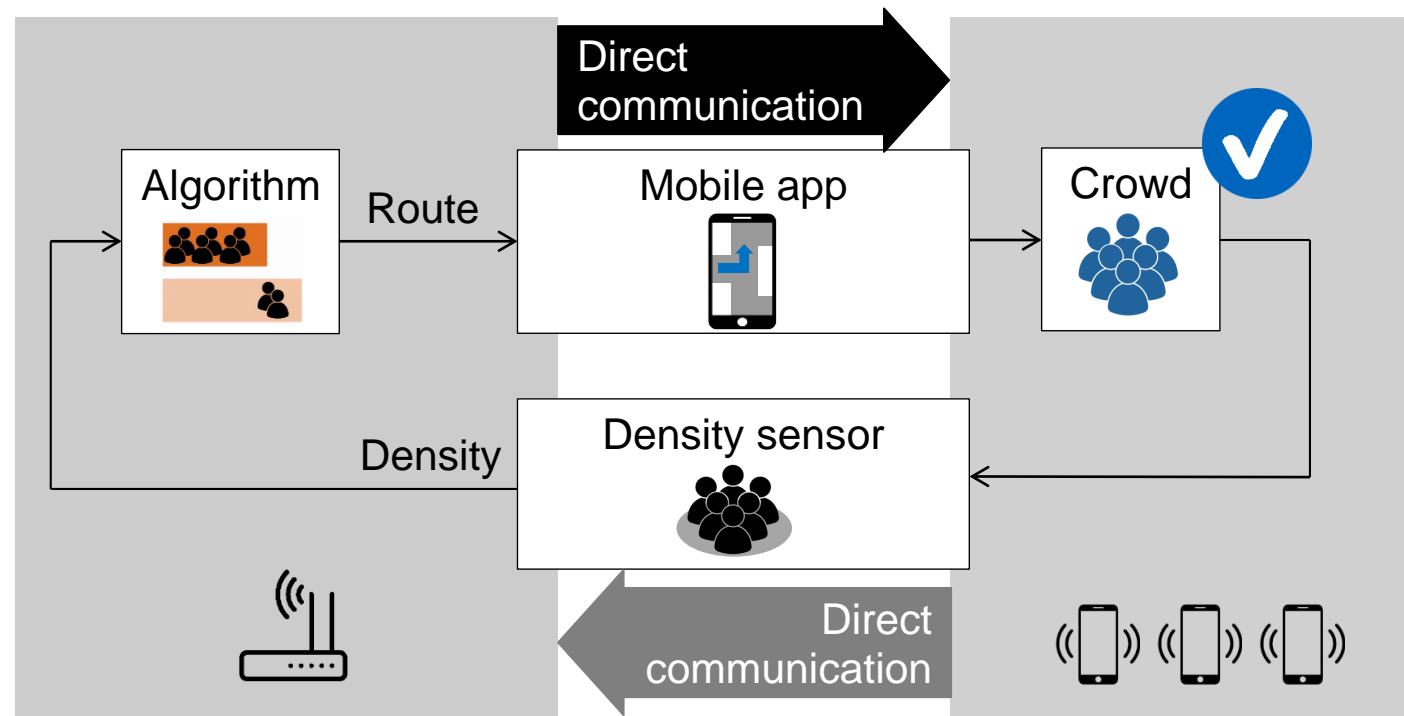 Direct
communication
Algorithm
Route
Mobile app
Crowd
Density
Density sensor
Direct
communication